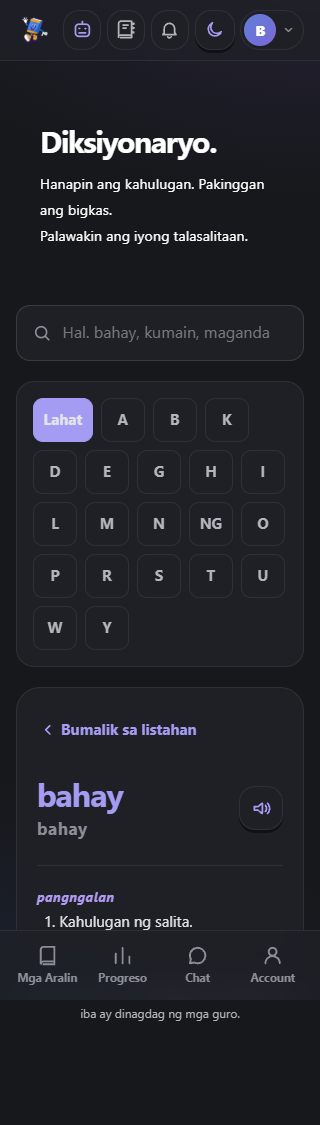 B
Diksiyonaryo.
Hanapin ang kahulugan. Pakinggan
ang bigkas.
Palawakin ang iyong talasalitaan.
Hal. bahay, kumain, maganda
Lahat A B K
D E G H I
L M N NG O
P R S T U
W Y
Bumalik sa listahan
bahay
bahay
pangngalan
1. Kahulugan ng salita.
Mga Aralin Progreso Chat Account
iba ay dinagdag ng mga guro.